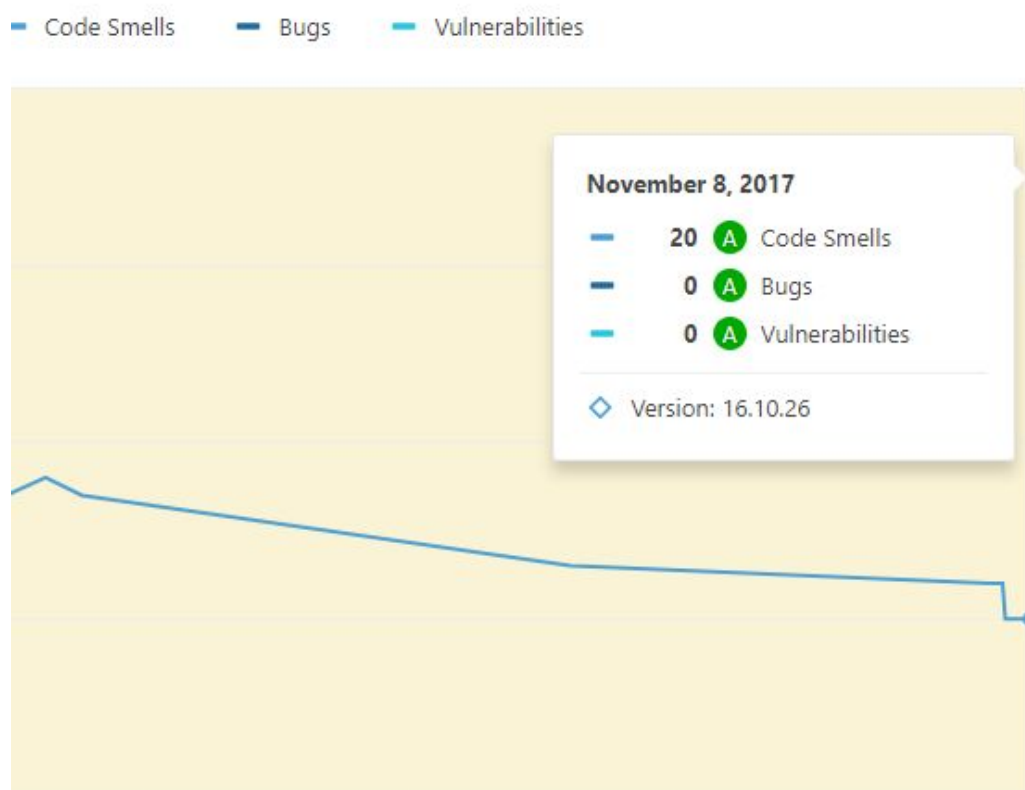 Code Smells Bugs Vulnerabilities
November 8, 2017
20 A Code Smells
0 A Bugs
0 A Vulnerabilities
Version: 16.10.26